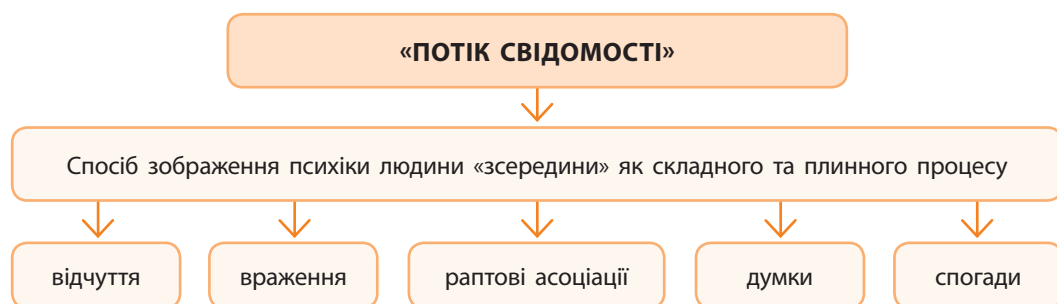 «ПОТІК СВІДОМОСТІ»
Спосіб зображення психіки людини «зсередини» як складного та плинного процесу
відчуття
враження
раптові асоціації
думки
спогади